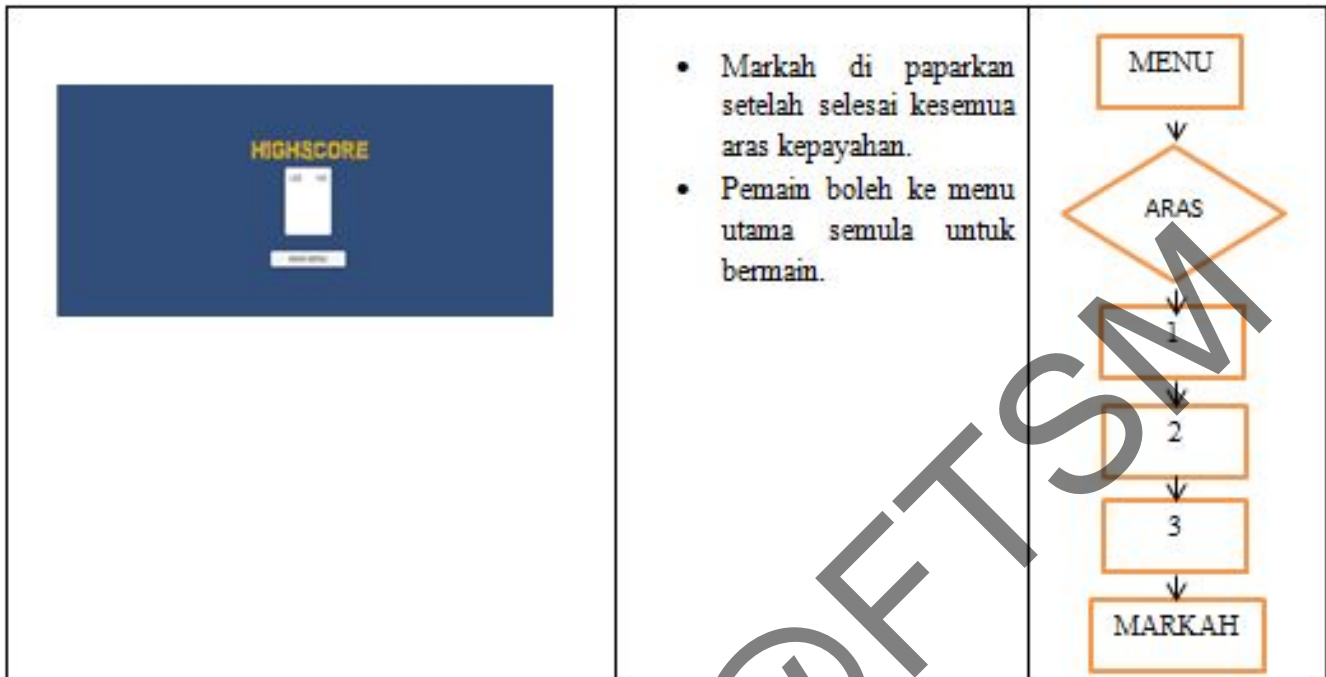 HIGHSCORE
• Markah di paparkan
setelah selesai kesemua
aras kepayahan.
• Pemain boleh ke menu
utama semula untuk
bermain.
MENU
ARAS
1
2
3
MARKAH
@FTSM